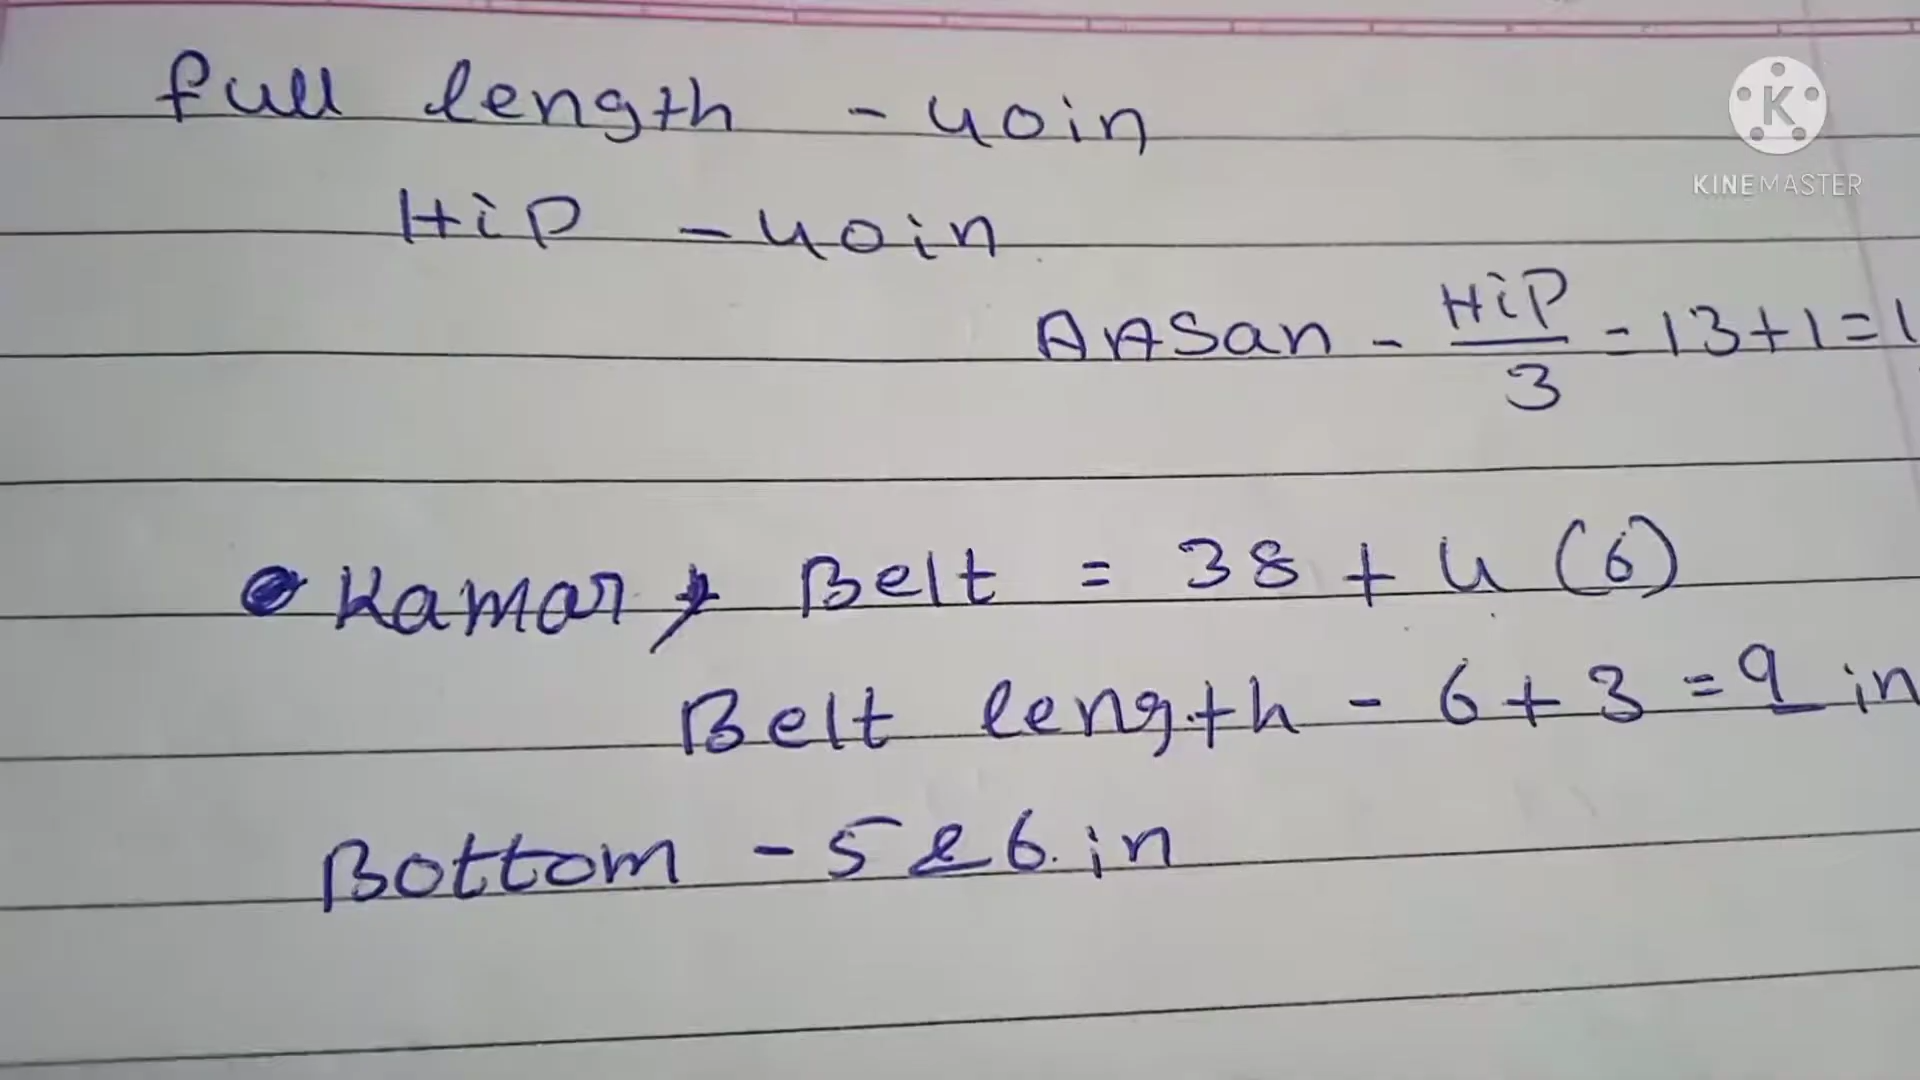 full length - 40in
HiP - 40in
AASan - HiP/3 - 13+1=1
Kamar, Belt = 38 + 4 (6)
Belt length - 6+3=9 in
Bottom - 5 & 6.in
K
KINEMASTER